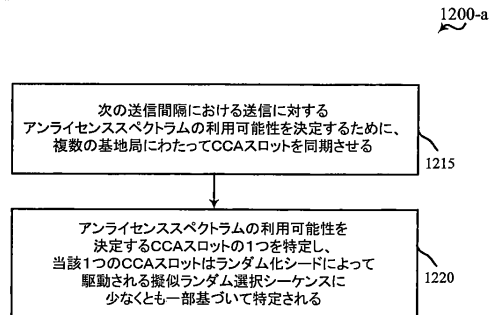 1200-a
次の送信間隔における送信に対する
アンライセンススペクトラムの利用可能性を決定するために、
複数の基地局にわたってCCAスロットを同期させる
1215
アンライセンススペクトラムの利用可能性を
決定するCCAスロットの1つを特定し、
当該1つのCCAスロットはランダム化シードによって
駆動される擬似ランダム選択シーケンスに
少なくとも一部基づいて特定される
1220